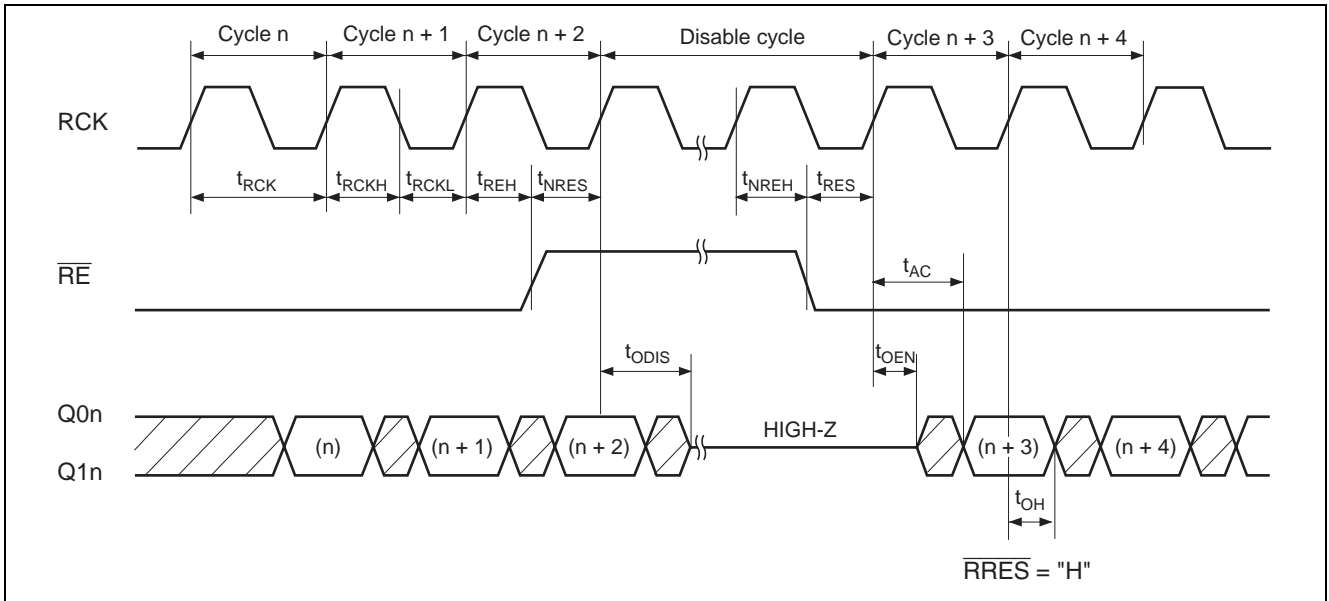 Cycle n Cycle n + 1 Cycle n + 2 Disable cycle Cycle n + 3 Cycle n + 4
RCK
tRCK tRCKH tRCKL tREH tNRES tNREH tRES
RE
tAC
tODIS tOEN
Q0n
(n) (n + 1) (n + 2) HIGH-Z (n + 3) (n + 4)
Q1n
tOH
RRES = "H"